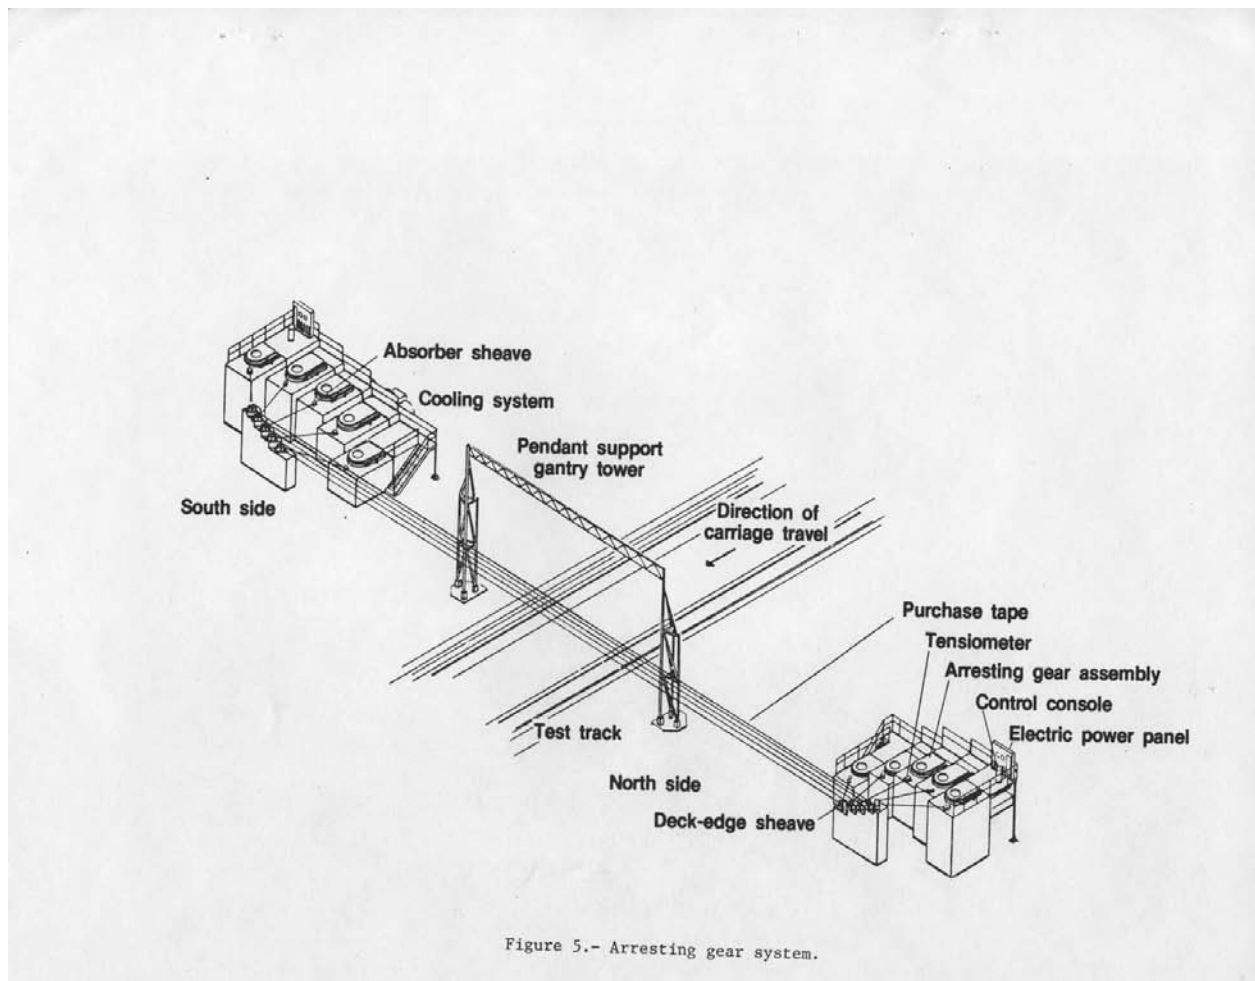 Absorber sheave
Cooling system
Pendant support
gantry tower
South side
Direction of
carriage travel
Purchase tape
Tensiometer
Arresting gear assembly
Control console
Electric power panel
Test track
North side
Deck-edge sheave
Figure 5.- Arresting gear system.